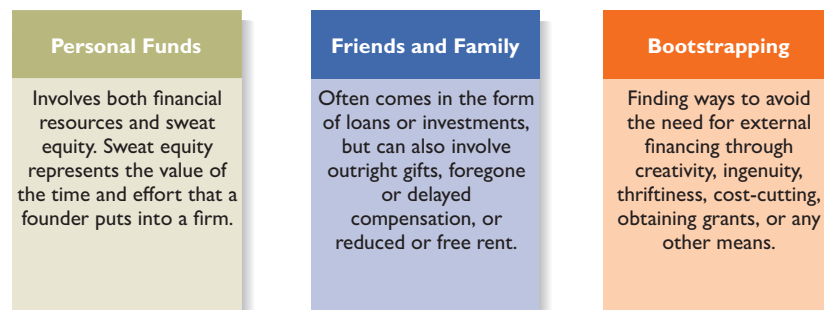 Personal Funds
Involves both financial
resources and sweat
equity. Sweat equity
represents the value of
the time and effort that a
founder puts into a firm.
Friends and Family
Often comes in the form
of loans or investments,
but can also involve
outright gifts, foregone
or delayed
compensation, or
reduced or free rent.
Bootstrapping
Finding ways to avoid
the need for external
financing through
creativity, ingenuity,
thriftiness, cost-cutting,
obtaining grants, or any
other means.